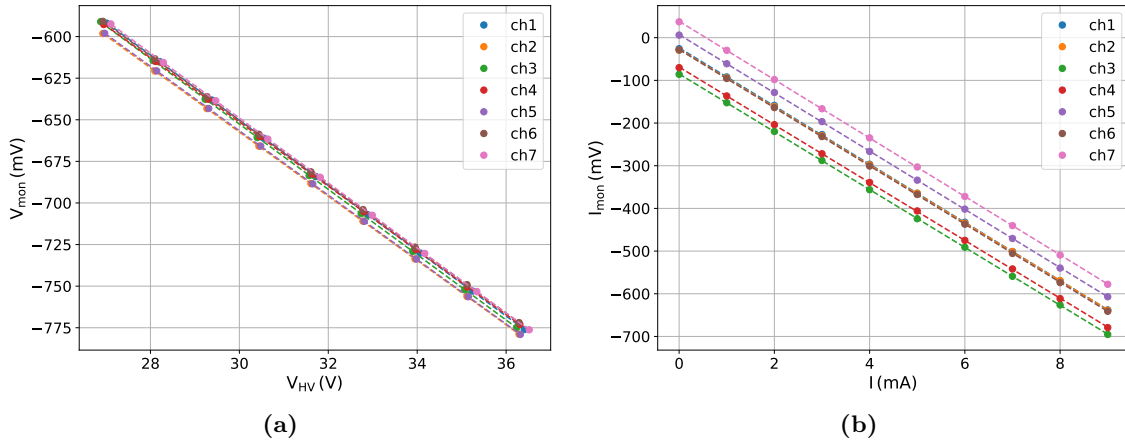 −600
−625
−650
−675
−700
−725
−750
−775
V_mon (mV)
28
30
32
34
36
V_HV (V)
ch1
ch2
ch3
ch4
ch5
ch6
ch7
(a)
0
−100
−200
−300
−400
−500
−600
−700
I_mon (mV)
0
2
4
6
8
I (mA)
ch1
ch2
ch3
ch4
ch5
ch6
ch7
(b)